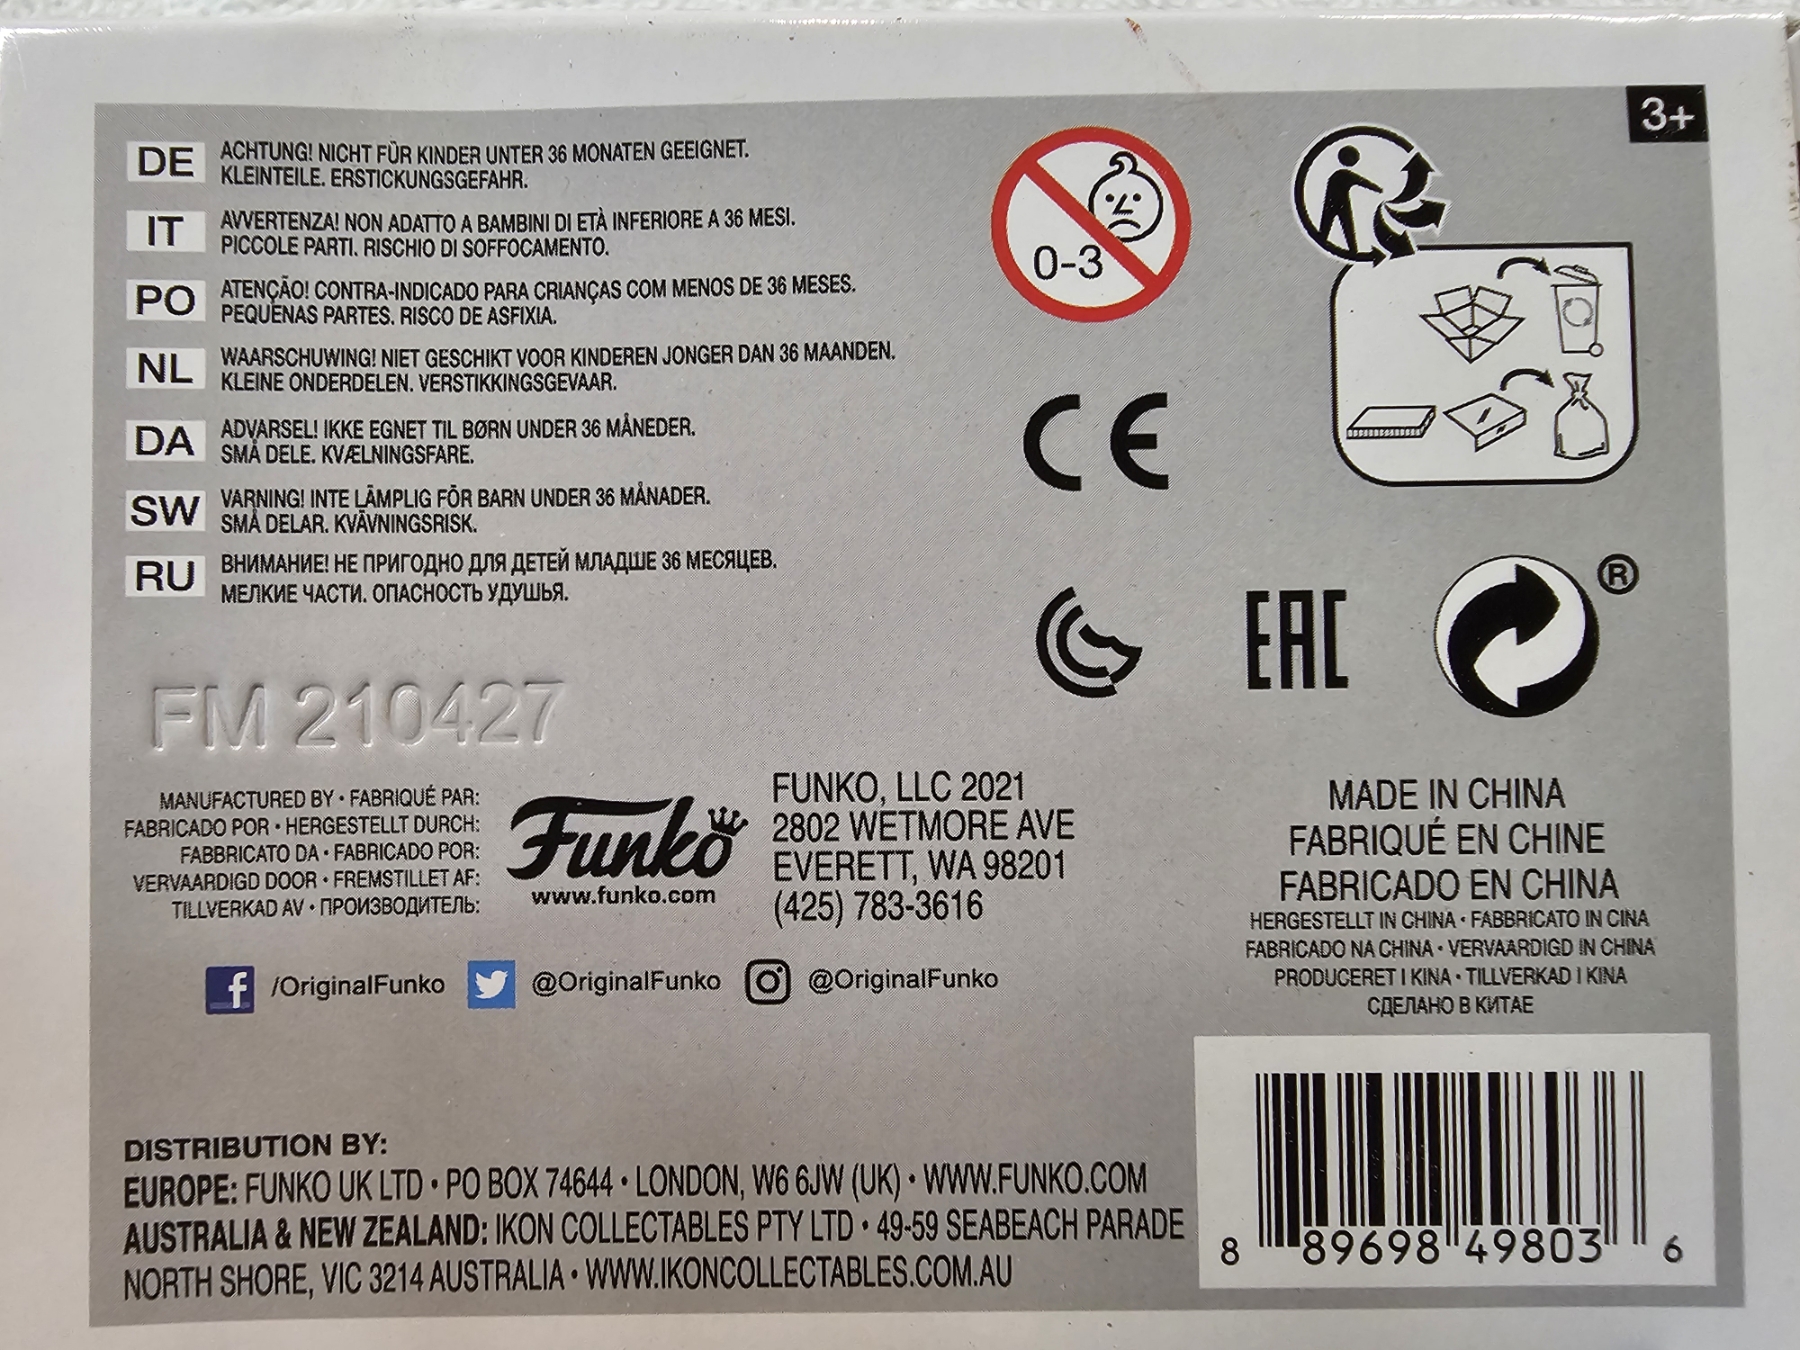 3+
DE ACHTUNG! NICHT FÜR KINDER UNTER 36 MONATEN GEEIGNET.
KLEINTEILE. ERSTICKUNGSGEFAHR.
IT AVVERTENZA! NON ADATTO A BAMBINI DI ETÀ INFERIORE A 36 MESI.
PICCOLE PARTI. RISCHIO DI SOFFOCAMENTO.
PO ATENÇÃO! CONTRA-INDICADO PARA CRIANÇAS COM MENOS DE 36 MESES.
PEQUENAS PARTES. RISCO DE ASFIXIA.
NL WAARSCHUWING! NIET GESCHIKT VOOR KINDEREN JONGER DAN 36 MAANDEN.
KLEINE ONDERDELEN. VERSTIKKINGSGEVAAR.
DA ADVARSEL! IKKE EGNET TIL BØRN UNDER 36 MÅNEDER.
SMÅ DELE. KVÆLNINGSFARE.
SW VARNING! INTE LÄMPLIG FÖR BARN UNDER 36 MÅNADER.
SMÅ DELAR. KVÄVNINGSRISK.
RU ВНИМАНИЕ! НЕ ПРИГОДНО ДЛЯ ДЕТЕЙ МЛАДШЕ 36 МЕСЯЦЕВ.
МЕЛКИЕ ЧАСТИ. ОПАСНОСТЬ УДУШЬЯ.
0-3
CE
EAC
®
FM 210427
MANUFACTURED BY • FABRIQUÉ PAR:
FABRICADO POR • HERGESTELLT DURCH:
FABBRICATO DA • FABRICADO POR:
VERVAARDIGD DOOR • FREMSTILLET AF:
TILLVERKAD AV • ПРОИЗВОДИТЕЛЬ:
Funko
www.funko.com
FUNKO, LLC 2021
2802 WETMORE AVE
EVERETT, WA 98201
(425) 783-3616
MADE IN CHINA
FABRIQUÉ EN CHINE
FABRICADO EN CHINA
HERGESTELLT IN CHINA • FABBRICATO IN CINA
FABRICADO NA CHINA • VERVAARDIGD IN CHINA
PRODUCERET I KINA • TILLVERKAD I KINA
СДЕЛАНО В КИТАЕ
f /OriginalFunko @OriginalFunko @OriginalFunko
DISTRIBUTION BY:
EUROPE: FUNKO UK LTD • PO BOX 74644 • LONDON, W6 6JW (UK) • WWW.FUNKO.COM
AUSTRALIA & NEW ZEALAND: IKON COLLECTABLES PTY LTD • 49-59 SEABEACH PARADE
NORTH SHORE, VIC 3214 AUSTRALIA • WWW.IKONCOLLECTABLES.COM.AU
8 89698 49803 6